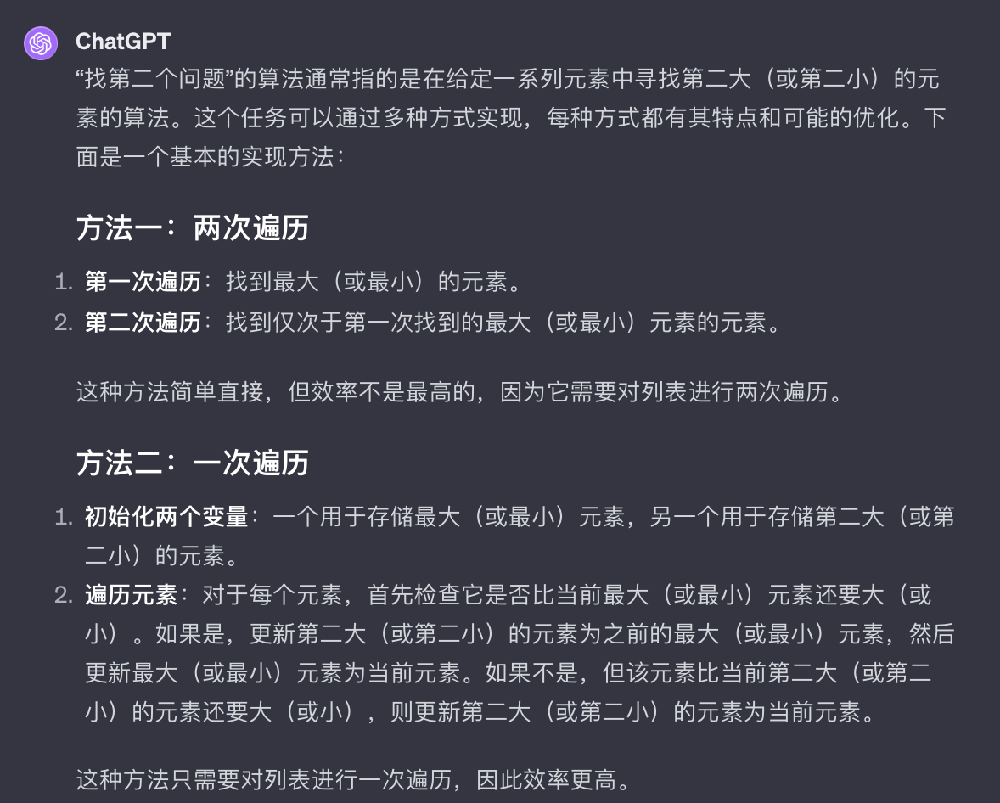 ChatGPT
“找第二个问题”的算法通常指的是在给定一系列元素中寻找第二大（或第二小）的元
素的算法。这个任务可以通过多种方式实现，每种方式都有其特点和可能的优化。下
面是一个基本的实现方法：
方法一：两次遍历
1. 第一次遍历：找到最大（或最小）的元素。
2. 第二次遍历：找到仅次于第一次找到的最大（或最小）元素的元素。
这种方法简单直接，但效率不是最高的，因为它需要对列表进行两次遍历。
方法二：一次遍历
1. 初始化两个变量：一个用于存储最大（或最小）元素，另一个用于存储第二大（或第
二小）的元素。
2. 遍历元素：对于每个元素，首先检查它是否比当前最大（或最小）元素还要大（或
小）。如果是，更新第二大（或第二小）的元素为之前的最大（或最小）元素，然后
更新最大（或最小）元素为当前元素。如果不是，但该元素比当前第二大（或第二
小）的元素还要大（或小），则更新第二大（或第二小）的元素为当前元素。
这种方法只需要对列表进行一次遍历，因此效率更高。